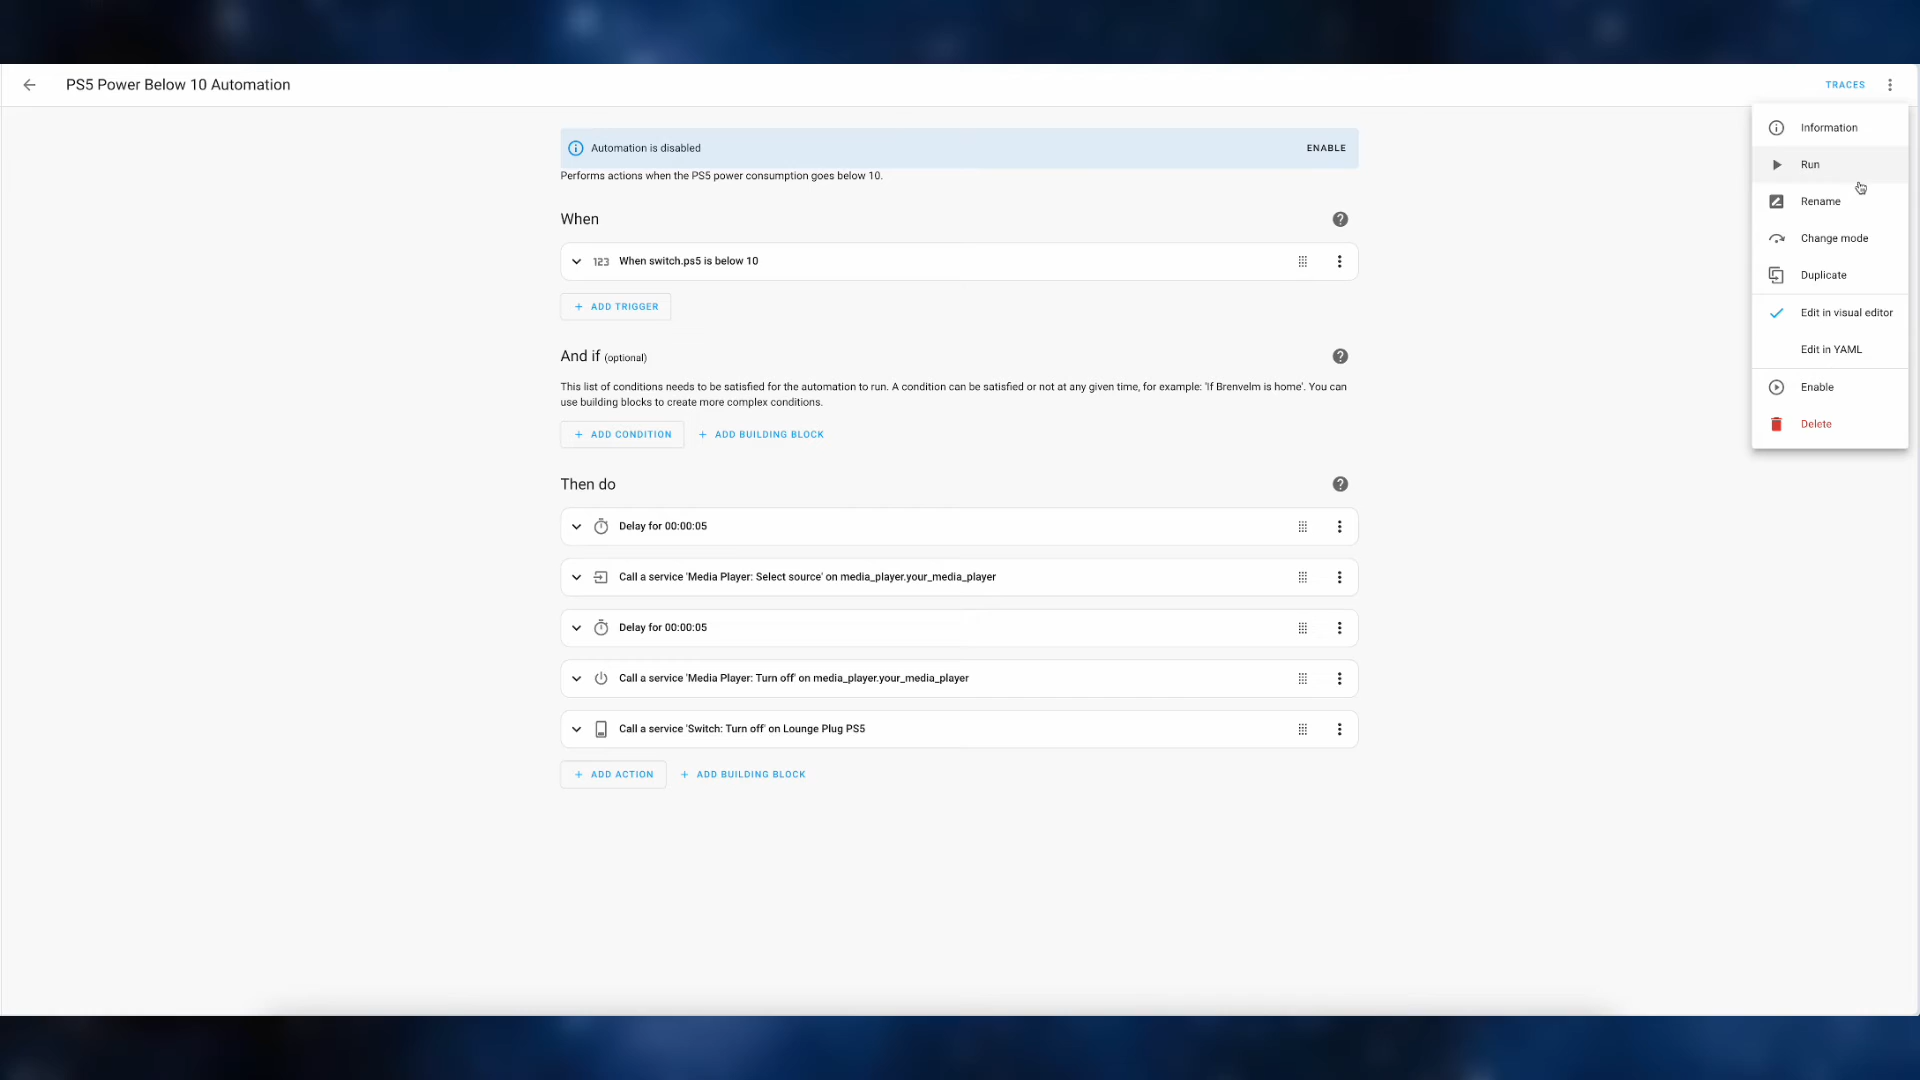 PS5 Power Below 10 Automation
TRACES
Information
Run
Rename
Change mode
Duplicate
Edit in visual editor
Edit in YAML
Enable
Delete
Automation is disabled
ENABLE
Performs actions when the PS5 power consumption goes below 10.
When
123 When switch.ps5 is below 10
+ ADD TRIGGER
And if (optional)
This list of conditions needs to be satisfied for the automation to run. A condition can be satisfied or not at any given time, for example: 'If Brenvelm is home'. You can
use building blocks to create more complex conditions.
+ ADD CONDITION + ADD BUILDING BLOCK
Then do
Delay for 00:00:05
Call a service 'Media Player: Select source' on media_player.your_media_player
Delay for 00:00:05
Call a service 'Media Player: Turn off' on media_player.your_media_player
Call a service 'Switch: Turn off' on Lounge Plug PS5
+ ADD ACTION + ADD BUILDING BLOCK